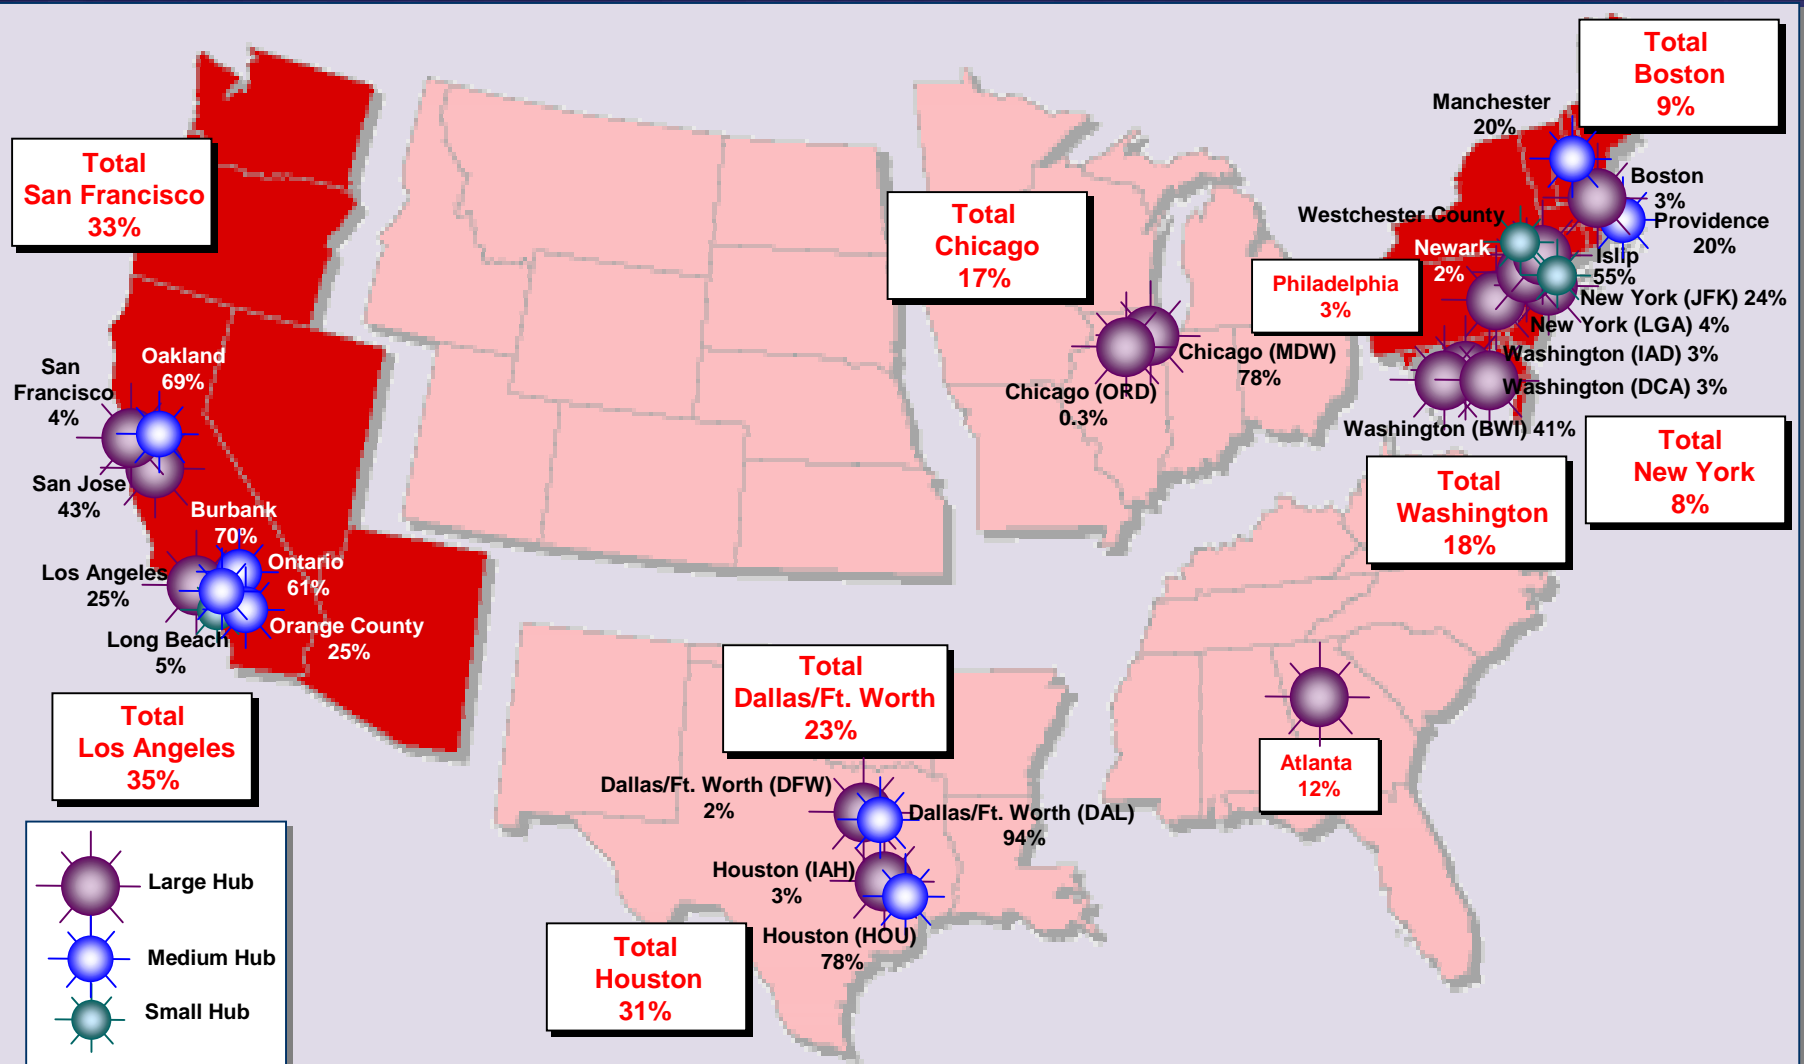 Total
Boston
9%
Manchester
20%
Total
San Francisco
33%
Boston
3%
Providence
20%
Total
Chicago
17%
Westchester County
Newark
2%
Islip
55%
Philadelphia
3%
New York (JFK) 24%
New York (LGA) 4%
Washington (IAD) 3%
Washington (DCA) 3%
Washington (BWI) 41%
Chicago (MDW)
78%
Chicago (ORD)
0.3%
Oakland
69%
San
Francisco
4%
San Jose
43%
Total
New York
8%
Total
Washington
18%
Burbank
70%
Ontario
61%
Los Angeles
25%
Orange County
25%
Long Beach
5%
Total
Los Angeles
35%
Total
Dallas/Ft. Worth
23%
Atlanta
12%
Dallas/Ft. Worth (DFW)
2%
Dallas/Ft. Worth (DAL)
94%
Houston (IAH)
3%
Houston (HOU)
78%
Total
Houston
31%
Large Hub
Medium Hub
Small Hub